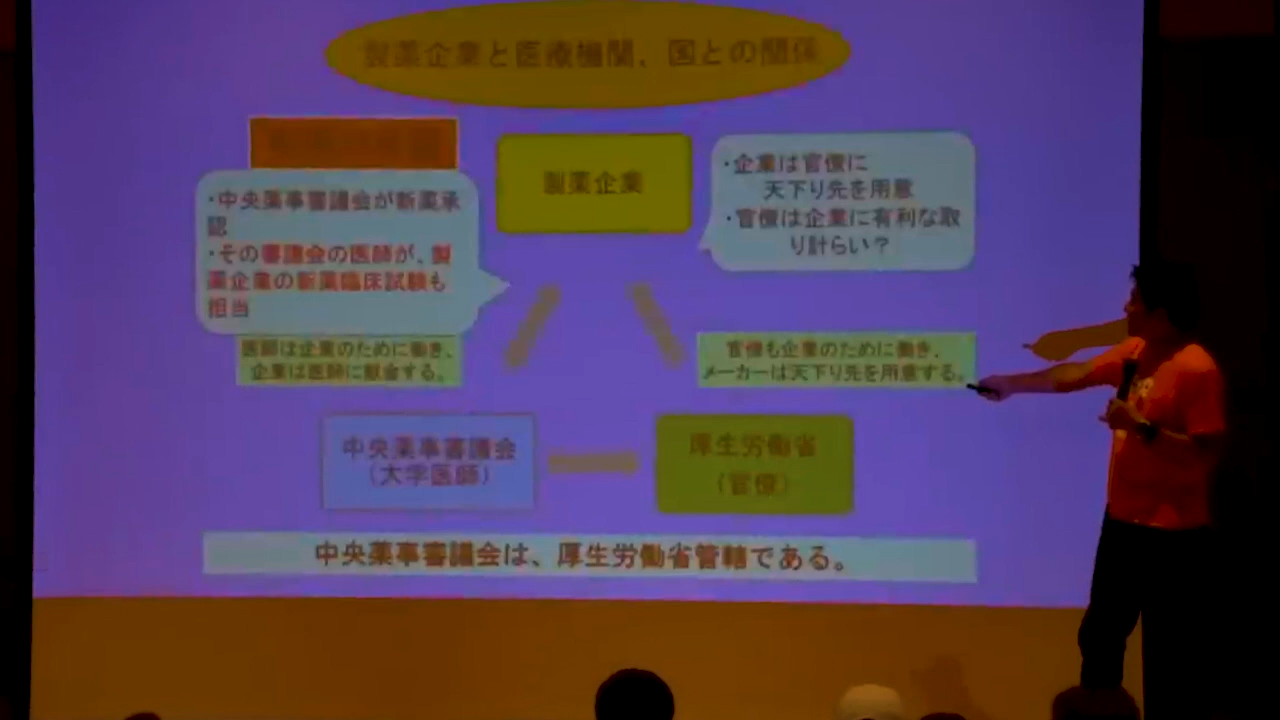 製薬企業と医療機関、国との関係
製薬企業
・企業は官僚に
天下り先を用意
・官僚は企業に有利な取
り計らい？
・中央薬事審議会が新薬承
認
・その審議会の医師が、製
薬企業の新薬臨床試験も
担当
医師は企業のために働き、
企業は医師に献金する。
官僚も企業のために働き、
メーカーは天下り先を用意する。
中央薬事審議会
（大学医師）
厚生労働省
（官僚）
中央薬事審議会は、厚生労働省管轄である。